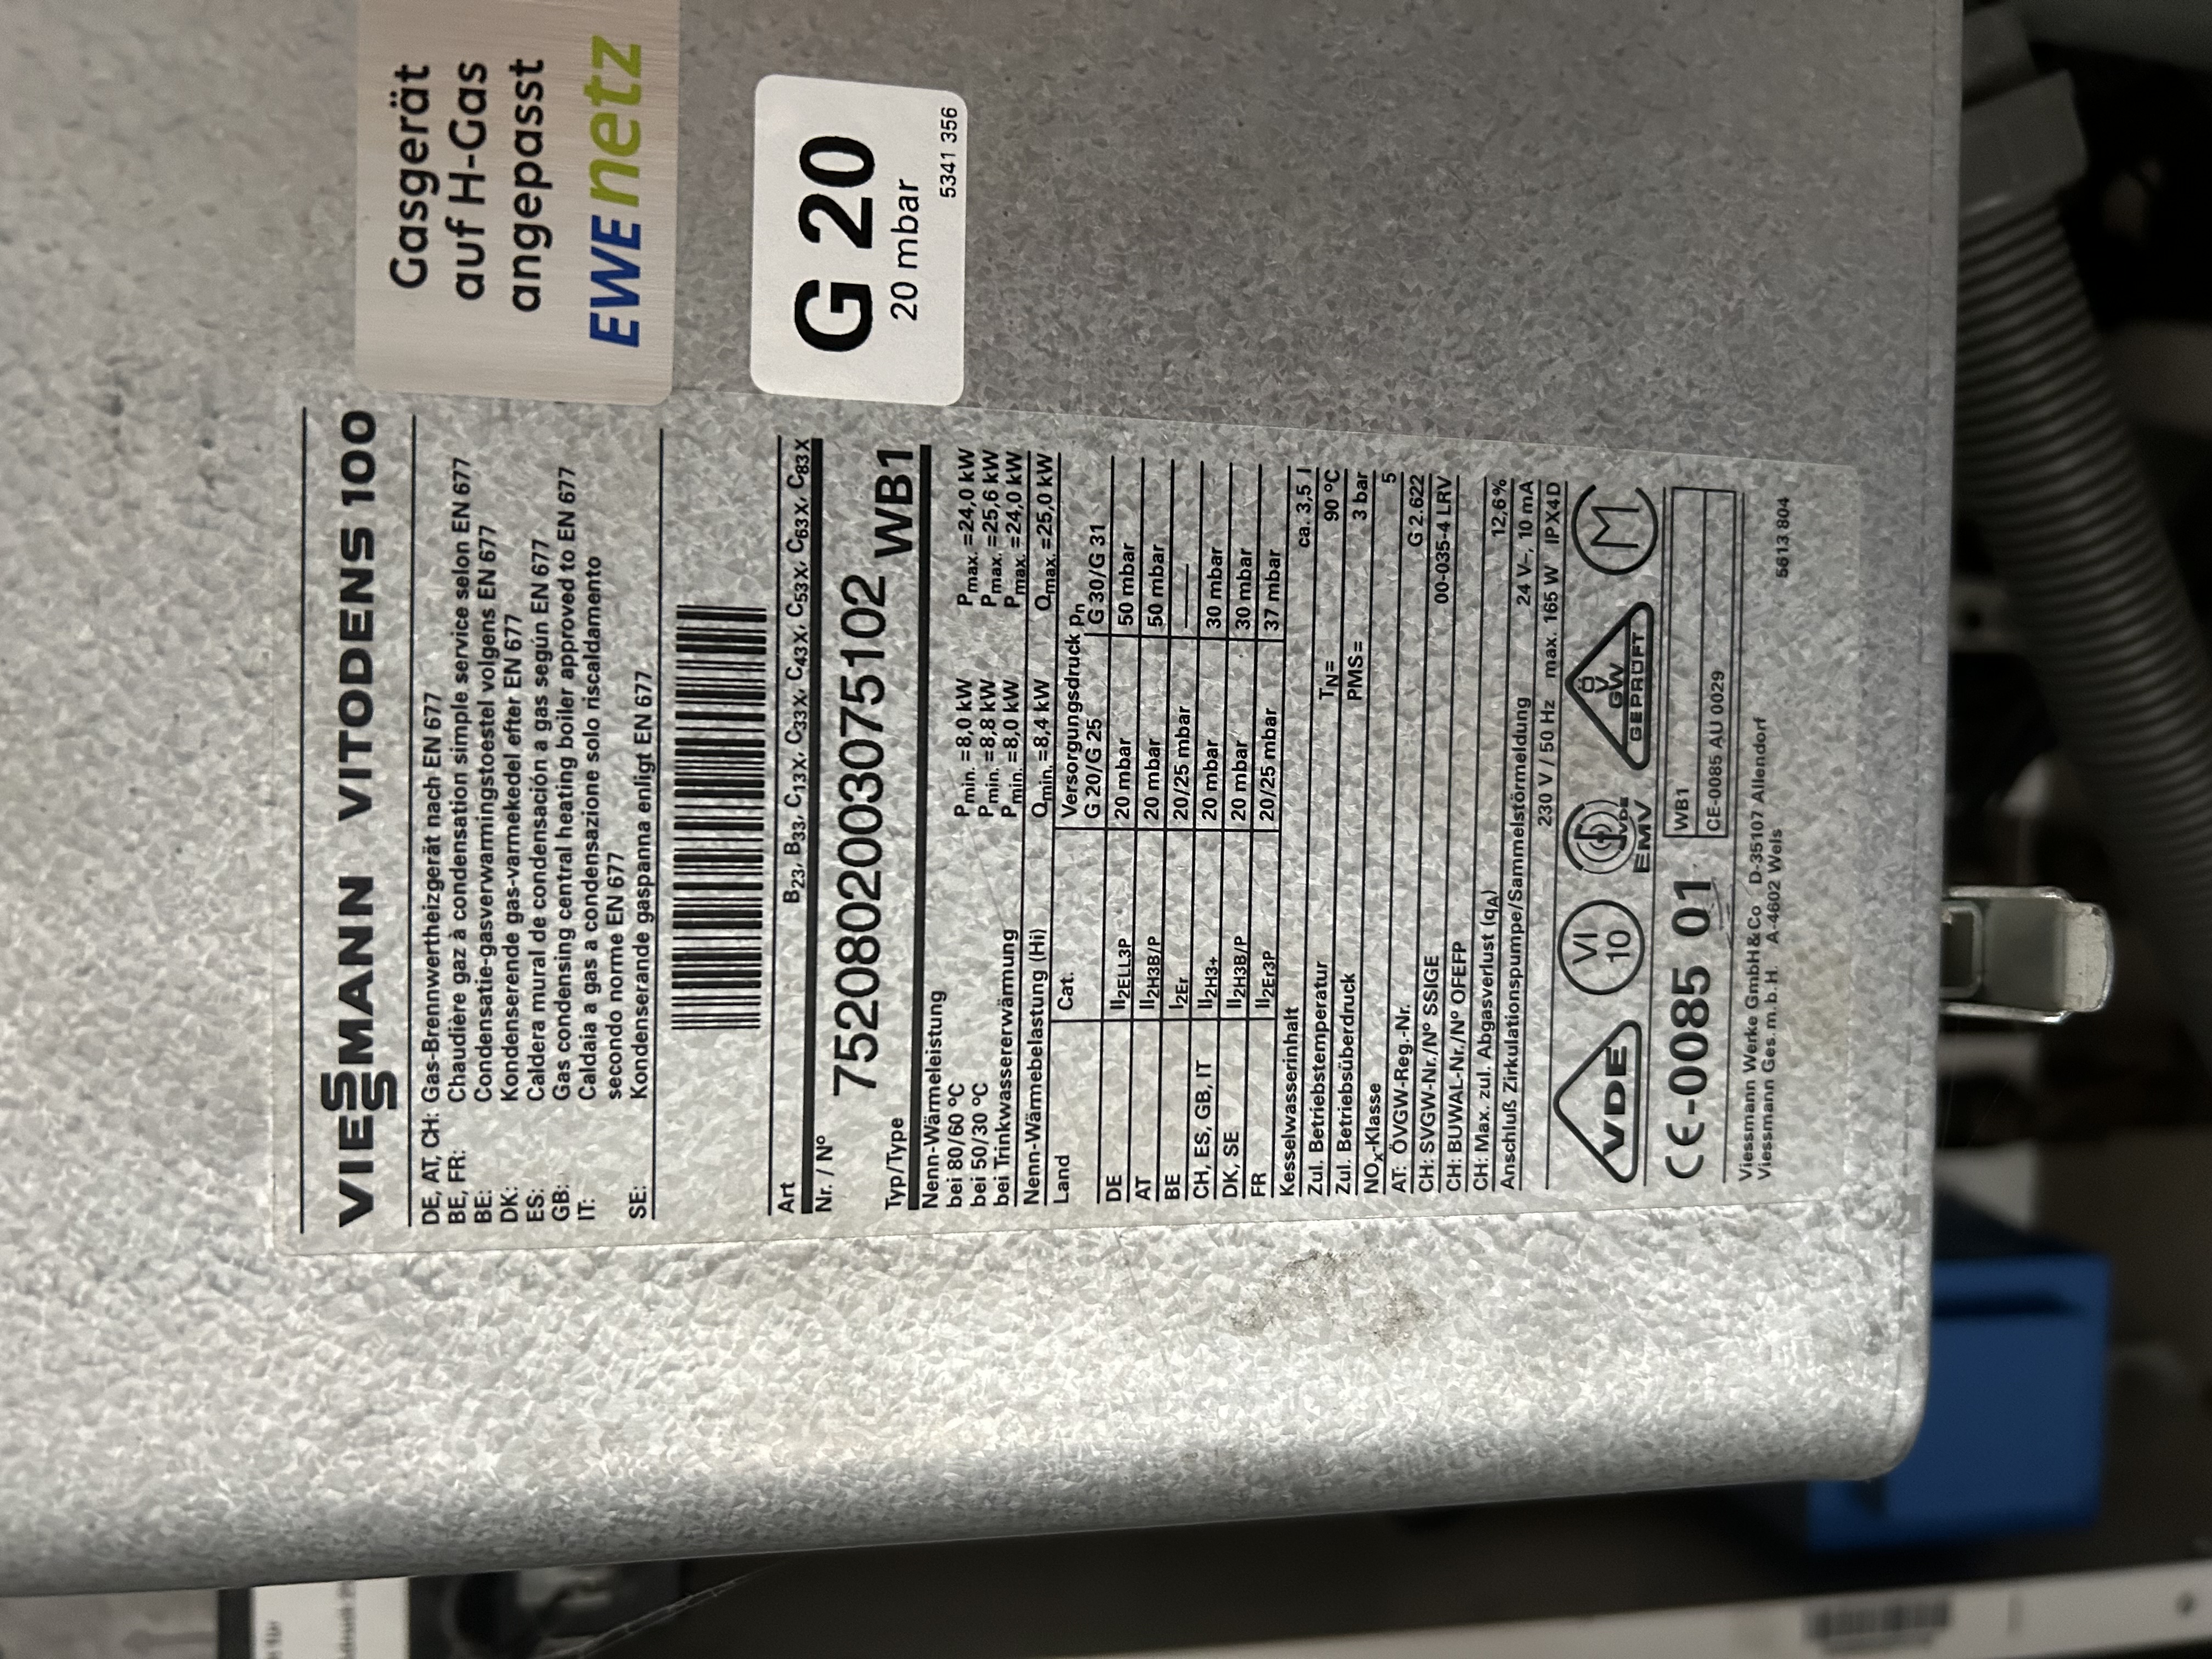 Gasgerät
auf H-Gas
angepasst
EWE netz
G 20
20 mbar
5341 356
VIESSMANN VITODENS 100
DE, AT, CH: Gas-Brennwertheizgerät nach EN 677
BE, FR: Chaudière gaz à condensation simple service selon EN 677
BE: Condensatie-gasverwarmingstoestel volgens EN 677
DK: Kondenserende gas-varmekedel efter EN 677
ES: Caldera mural de condensación a gas según EN 677
GB: Gas condensing central heating boiler approved to EN 677
IT: Caldaia a gas a condensazione solo riscaldamento
secondo norme EN 677
SE: Kondenserande gaspanna enligt EN 677
Art B23, B33, C13X, C33X, C43X, C53X, C63X, C83X
Nr. / N° 7520802003075102
Typ/Type WB1
Nenn-Wärmeleistung
bei 80/60 °C Pmin. =8,0 kW Pmax. =24,0 kW
bei 50/30 °C Pmin. =8,8 kW Pmax. =25,6 kW
bei Trinkwassererwärmung Pmin. =8,0 kW Pmax. =24,0 kW
Nenn-Wärmebelastung (Hi) Qmin. =8,4 kW Qmax. =25,0 kW
Land Cat. Versorgungsdruck pn
G 20/G 25 G 30/G 31
DE II2ELL3P 20 mbar 50 mbar
AT II2H3B/P 20 mbar 50 mbar
BE I2Er 20/25 mbar ———
CH, ES, GB, IT II2H3+ 20 mbar 30 mbar
DK, SE II2H3B/P 20 mbar 30 mbar
FR II2Er3P 20/25 mbar 37 mbar
Kesselwasserinhalt ca. 3,5 l
Zul. Betriebstemperatur TN= 90 °C
Zul. Betriebsüberdruck PMS= 3 bar
NOx-Klasse 5
AT: ÖVGW-Reg.-Nr. G 2.622
CH: SVGW-Nr./N° SSIGE 00-035-4 LRV
CH: BUWAL-Nr./N° OFEFP
CH: Max. zul. Abgasverlust (qA) 12,6%
Anschluß Zirkulationspumpe/Sammelstörmeldung 24 V–, 10 mA
230 V / 50 Hz max. 165 W IPX4D
VDE
VI
10
VDE
EMV
ÖV
GW
GEPRÜFT
M
CE-0085 01
WB1
CE-0085 AU 0029
Viessmann Werke GmbH&Co D-35107 Allendorf
Viessmann Ges.m.b.H. A-4602 Wels
5613 804